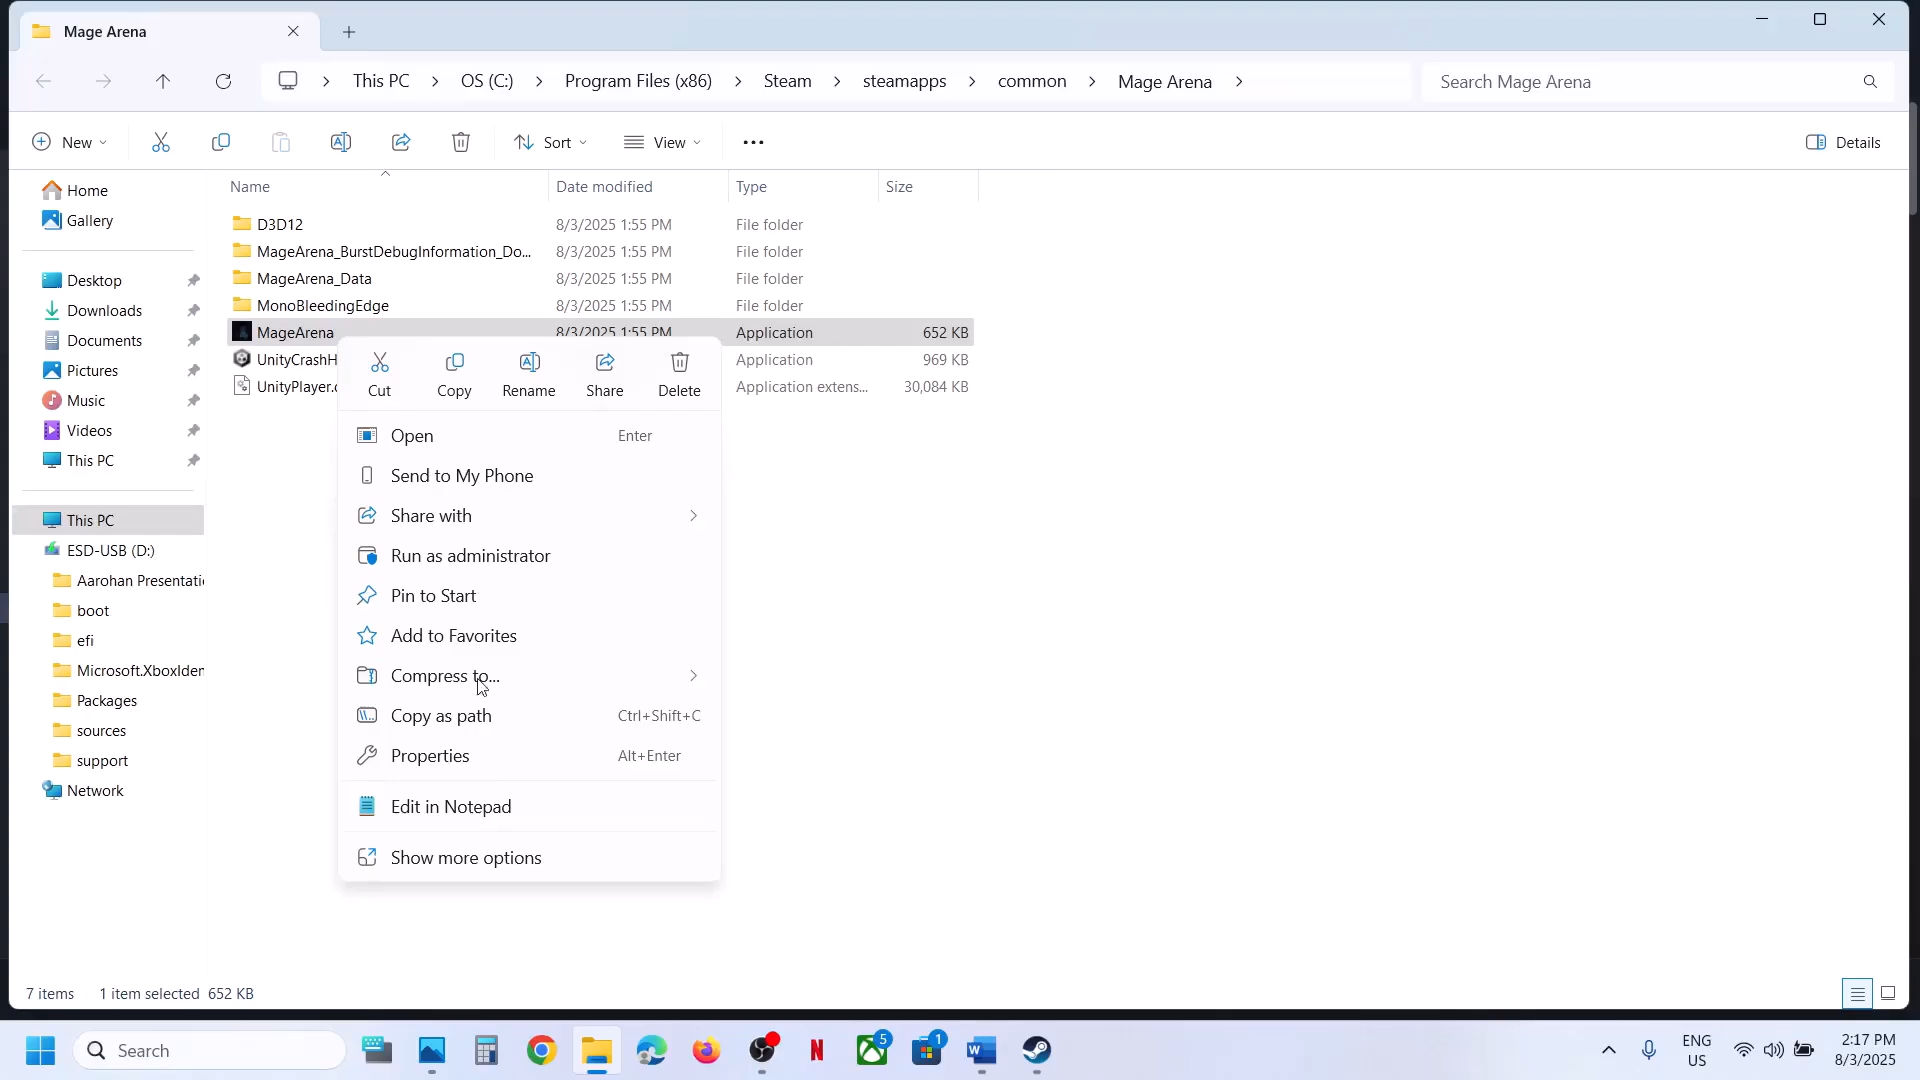 Mage Arena
This PC
OS (C:)
Program Files (x86)
Steam
steamapps
common
Mage Arena
Search Mage Arena
New
Sort
View
Details
Name
Date modified
Type
Size
Home
Gallery
Desktop
Downloads
Documents
Pictures
Music
Videos
This PC
This PC
ESD-USB (D:)
Aarohan Presentati
boot
efi
Microsoft.XboxIden
Packages
sources
support
Network
D3D12 8/3/2025 1:55 PM File folder
MageArena_BurstDebugInformation_Do... 8/3/2025 1:55 PM File folder
MageArena_Data 8/3/2025 1:55 PM File folder
MonoBleedingEdge 8/3/2025 1:55 PM File folder
MageArena 8/3/2025 1:55 PM Application 652 KB
UnityCrashH Application 969 KB
UnityPlayer. Application extens... 30,084 KB
Cut
Copy
Rename
Share
Delete
Open Enter
Send to My Phone
Share with
Run as administrator
Pin to Start
Add to Favorites
Compress to...
Copy as path Ctrl+Shift+C
Properties Alt+Enter
Edit in Notepad
Show more options
7 items 1 item selected 652 KB
Search
5
1
ENG
US
2:17 PM
8/3/2025